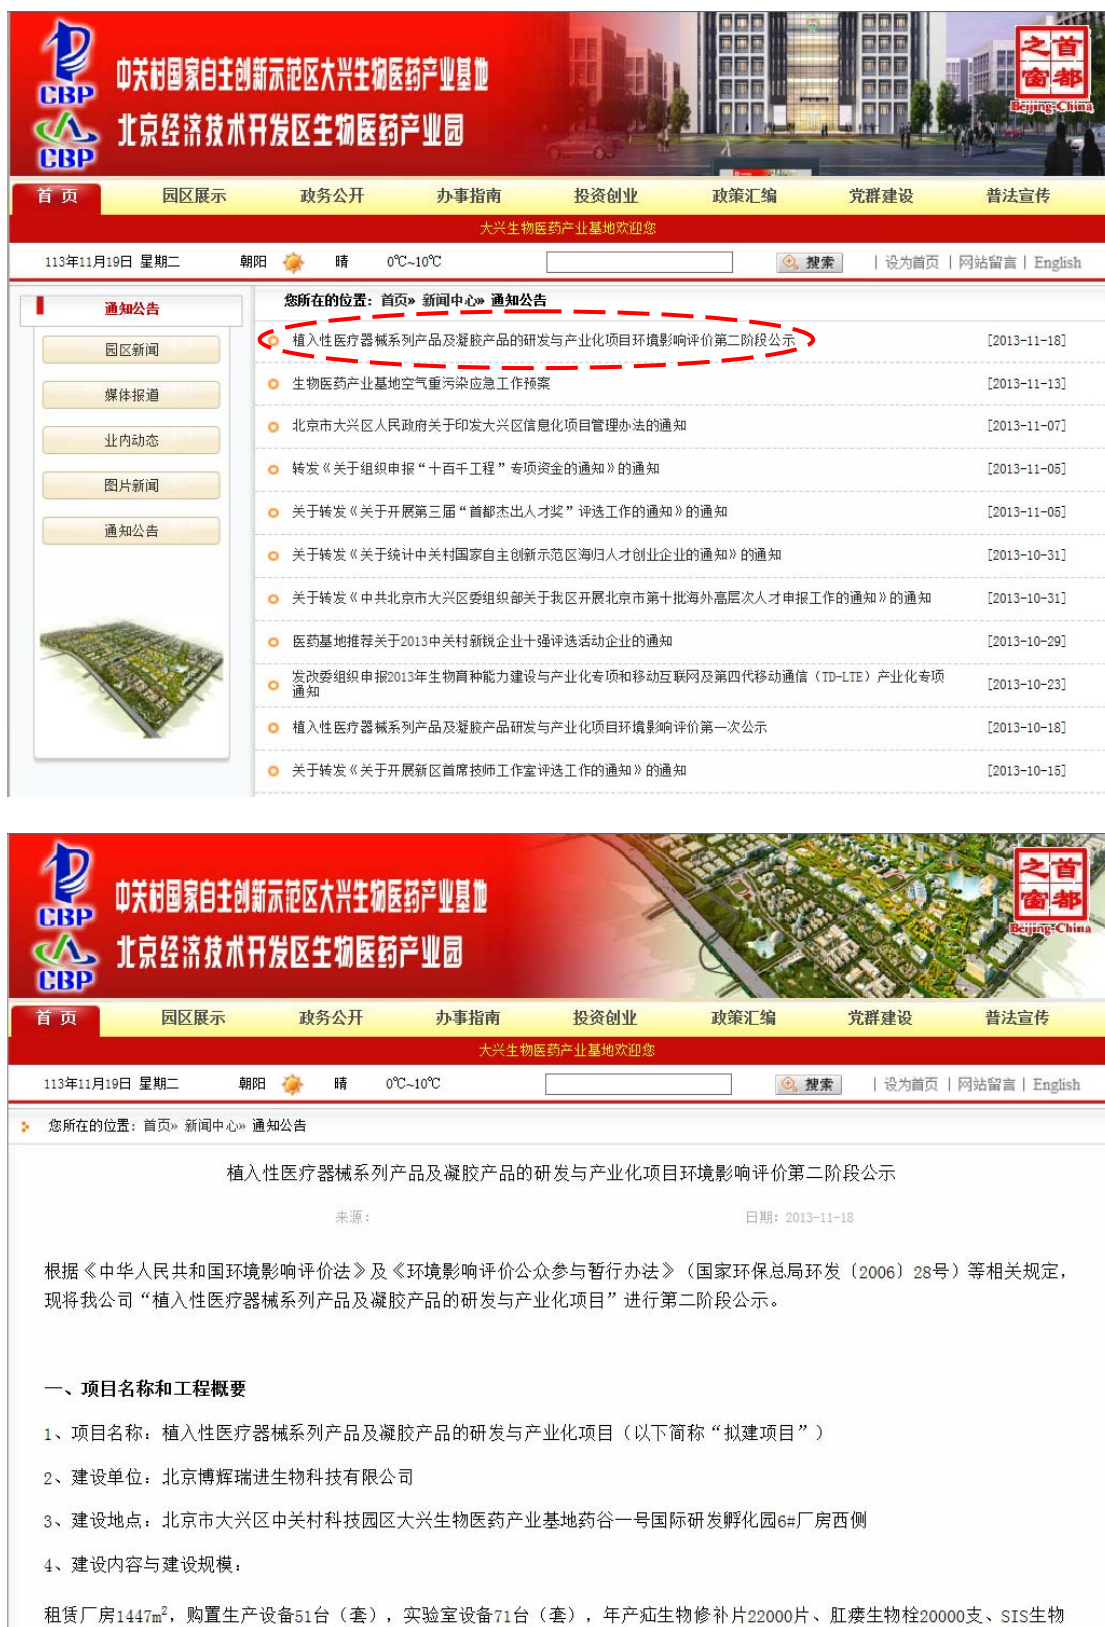 CBP
CBP
中关村国家自主创新示范区大兴生物医药产业基地
北京经济技术开发区生物医药产业园
之首
窗都
Beijing-China
首 页 园区展示 政务公开 办事指南 投资创业 政策汇编 党群建设 普法宣传
大兴生物医药产业基地欢迎您
113年11月19日 星期二 朝阳 晴 0℃~10℃ 搜索 | 设为首页 | 网站留言 | English
通知公告
园区新闻
媒体报道
业内动态
图片新闻
通知公告
您所在的位置：首页» 新闻中心» 通知公告
植入性医疗器械系列产品及凝胶产品的研发与产业化项目环境影响评价第二阶段公示 [2013-11-18]
生物医药产业基地空气重污染应急工作预案 [2013-11-13]
北京市大兴区人民政府关于印发大兴区信息化项目管理办法的通知 [2013-11-07]
转发《关于组织申报“十百千工程”专项资金的通知》的通知 [2013-11-05]
关于转发《关于开展第三届“首都杰出人才奖”评选工作的通知》的通知 [2013-11-05]
关于转发《关于统计中关村国家自主创新示范区海归人才创业企业的通知》的通知 [2013-10-31]
关于转发《中共北京市大兴区委组织部关于我区开展北京市第十批海外高层次人才申报工作的通知》的通知 [2013-10-31]
医药基地推荐关于2013中关村新锐企业十强评选活动企业的通知 [2013-10-29]
发改委组织申报2013年生物育种能力建设与产业化专项和移动互联网及第四代移动通信（TD-LTE）产业化专项
通知 [2013-10-23]
植入性医疗器械系列产品及凝胶产品研发与产业化项目环境影响评价第一次公示 [2013-10-18]
关于转发《关于开展新区首席技师工作室评选工作的通知》的通知 [2013-10-15]
CBP
CBP
中关村国家自主创新示范区大兴生物医药产业基地
北京经济技术开发区生物医药产业园
之首
窗都
Beijing-China
首 页 园区展示 政务公开 办事指南 投资创业 政策汇编 党群建设 普法宣传
大兴生物医药产业基地欢迎您
113年11月19日 星期二 朝阳 晴 0℃~10℃ 搜索 | 设为首页 | 网站留言 | English
您所在的位置：首页» 新闻中心» 通知公告
植入性医疗器械系列产品及凝胶产品的研发与产业化项目环境影响评价第二阶段公示
来源： 日期：2013-11-18
根据《中华人民共和国环境影响评价法》及《环境影响评价公众参与暂行办法》（国家环保总局环发〔2006〕28号）等相关规定，
现将我公司“植入性医疗器械系列产品及凝胶产品的研发与产业化项目”进行第二阶段公示。
一、项目名称和工程概要
1、项目名称：植入性医疗器械系列产品及凝胶产品的研发与产业化项目（以下简称“拟建项目”）
2、建设单位：北京博辉瑞进生物科技有限公司
3、建设地点：北京市大兴区中关村科技园区大兴生物医药产业基地药谷一号国际研发孵化园6#厂房西侧
4、建设内容与建设规模：
租赁厂房1447m²，购置生产设备51台（套），实验室设备71台（套），年产疝生物修补片22000片、肛瘘生物栓20000支、SIS生物